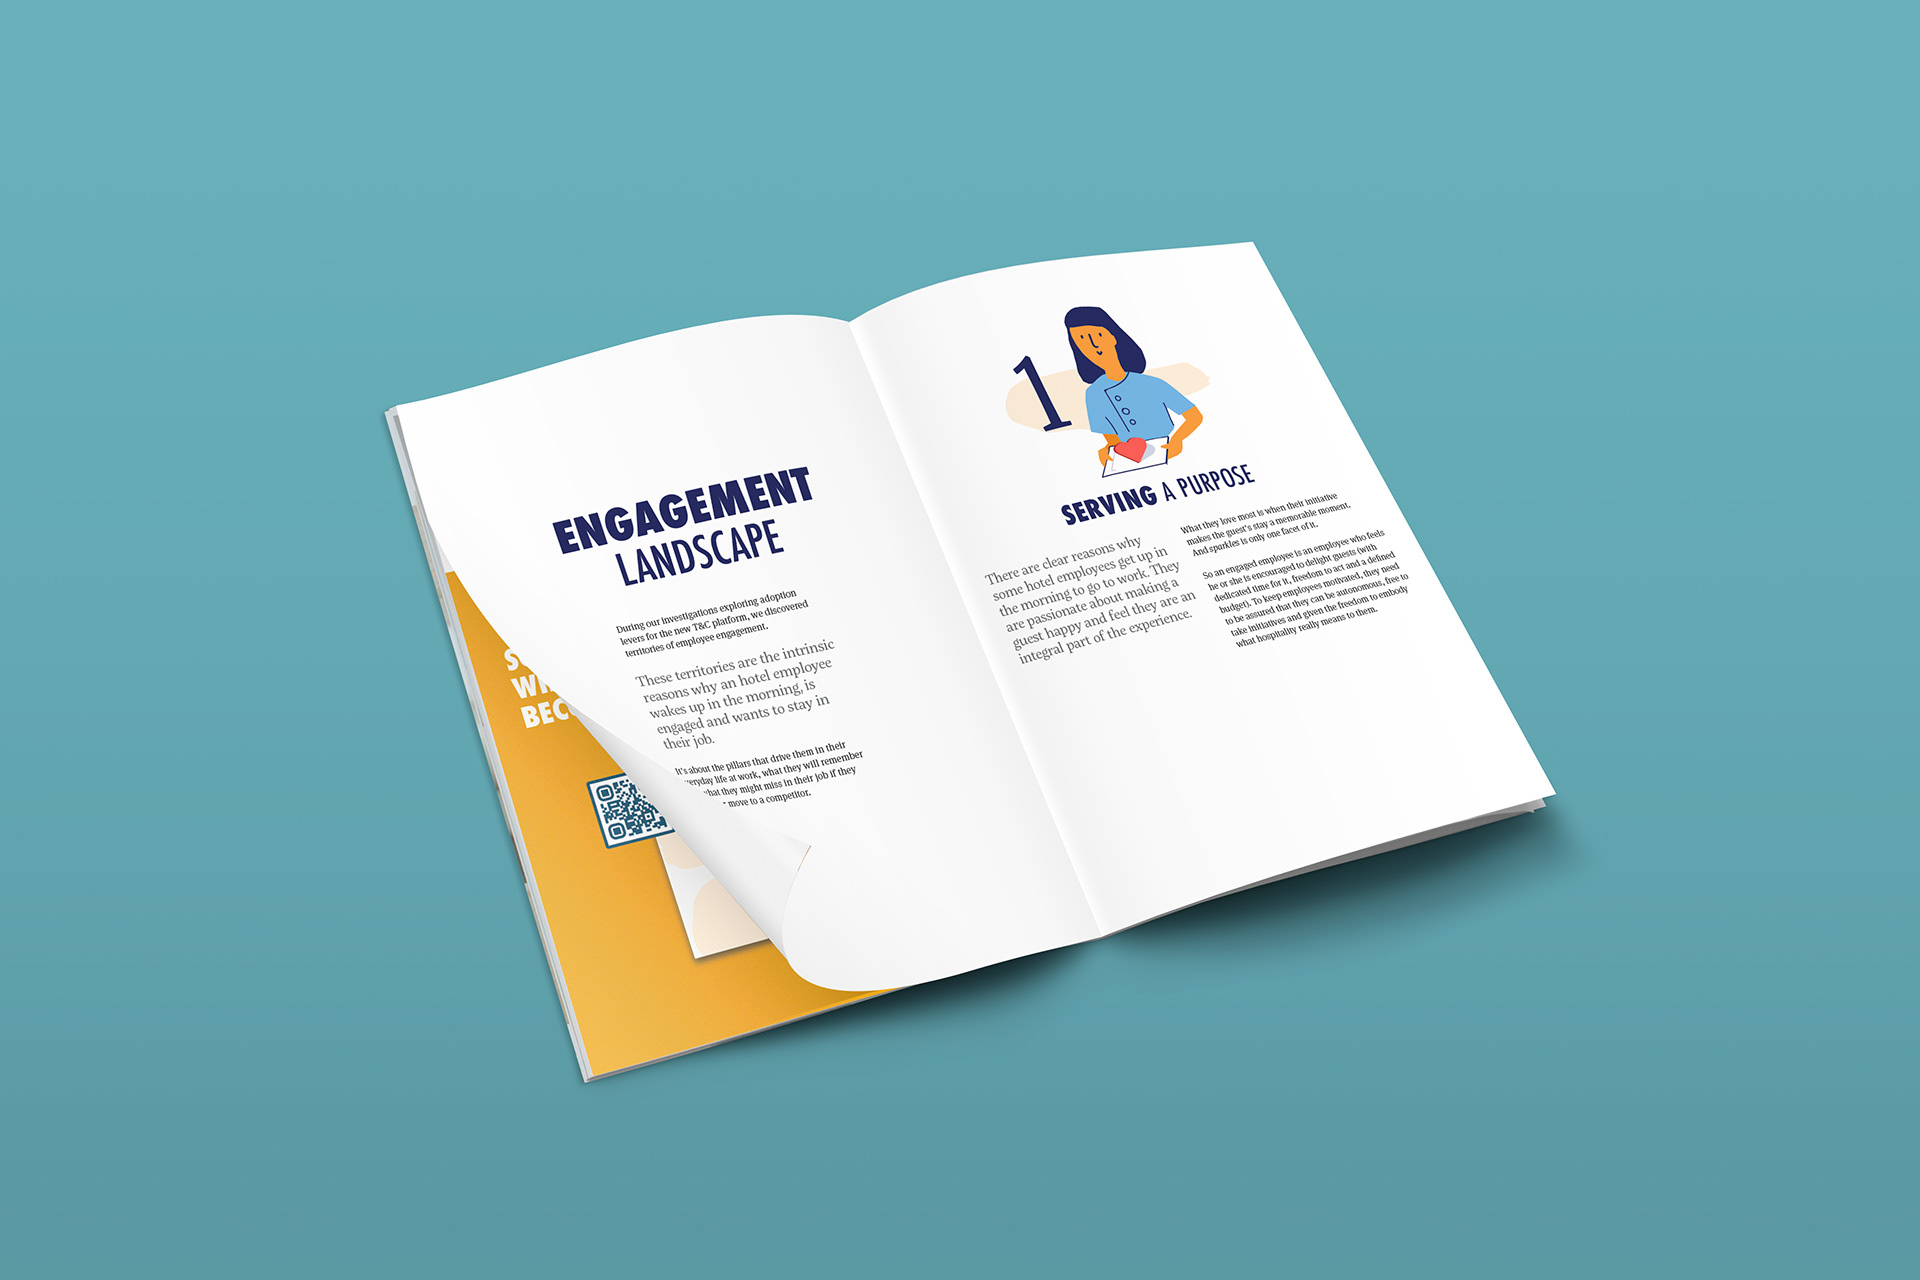 ENGAGEMENT
LANDSCAPE
During our investigations exploring adoption
levers for the new T&C platform, we discovered
territories of employee engagement.
These territories are the intrinsic
reasons why an hotel employee
wakes up in the morning, is
engaged and wants to stay in
their job.
It's about the pillars that drive them in their
life at work, what they will remember
what they might miss in their job if they
move to a competitor.
1
SERVING A PURPOSE
There are clear reasons why
some hotel employees get up in
the morning to go to work. They
are passionate about making a
guest happy and feel they are an
integral part of the experience.
What they love most is when their initiative
makes the guest's stay a memorable moment.
And sparkles is only one facet of it.
So an engaged employee is an employee who feels
he or she is encouraged to delight guests (with
dedicated time for it, freedom to act and a defined
budget). To keep employees motivated, they need
to be assured that they can be autonomous, free to
take initiatives and given the freedom to embody
what hospitality really means to them.